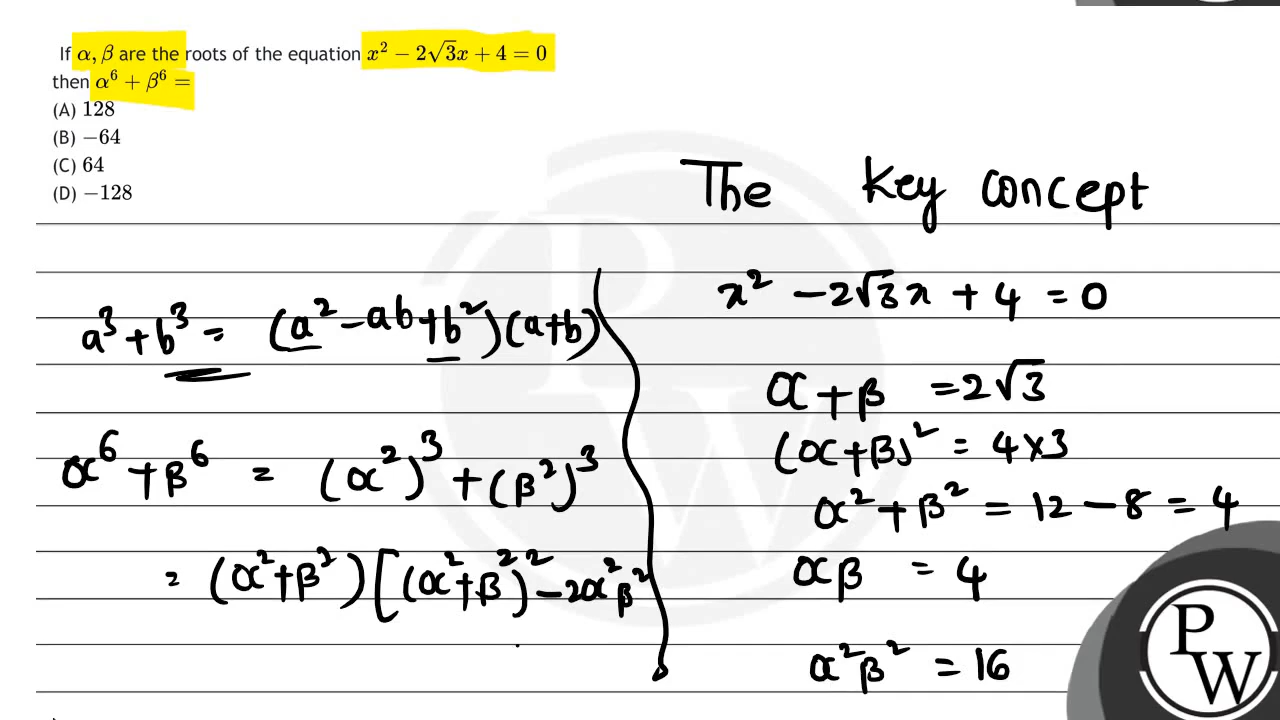 If α, β are the roots of the equation x² − 2√3x + 4 = 0
then α⁶ + β⁶ =
(A) 128
(B) −64
(C) 64
(D) −128
The Key concept
x² − 2√3x + 4 = 0
α + β = 2√3
(α+β)² = 4×3
α² + β² = 12 − 8 = 4
αβ = 4
α²β² = 16
a³ + b³ = (a² − ab + b²)(a+b)
α⁶ + β⁶ = (α²)³ + (β²)³
= (α² + β²)[(α² + β²)² − 2α²β²
PW
PW